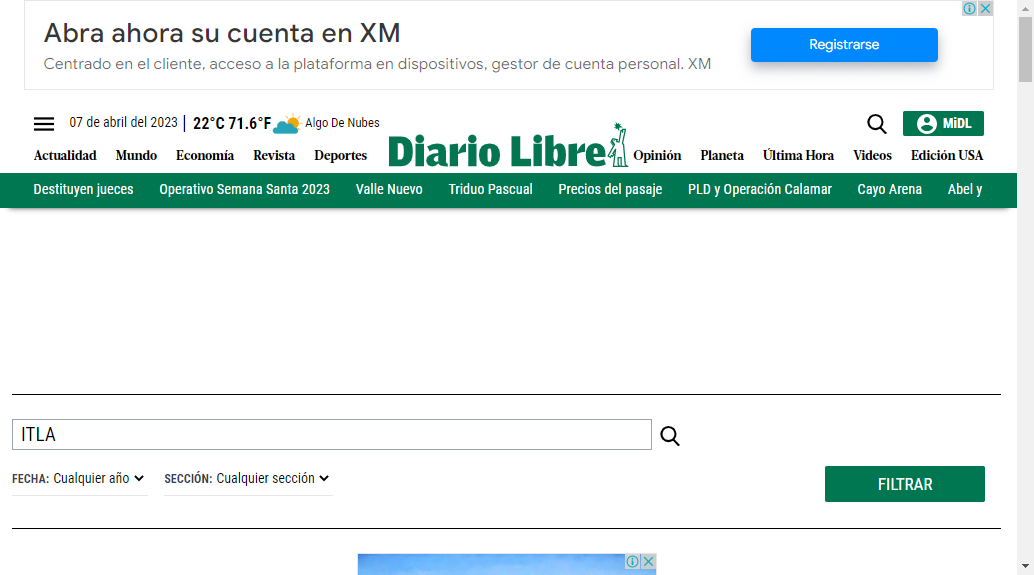 Abra ahora su cuenta en XM
Centrado en el cliente, acceso a la plataforma en dispositivos, gestor de cuenta personal. XM
Registrarse
07 de abril del 2023 | 22°C 71.6°F Algo De Nubes
MiDL
Actualidad Mundo Economía Revista Deportes Diario Libre Opinión Planeta Última Hora Videos Edición USA
Destituyen jueces Operativo Semana Santa 2023 Valle Nuevo Triduo Pascual Precios del pasaje PLD y Operación Calamar Cayo Arena Abel y
ITLA
FECHA: Cualquier año SECCIÓN: Cualquier sección
FILTRAR